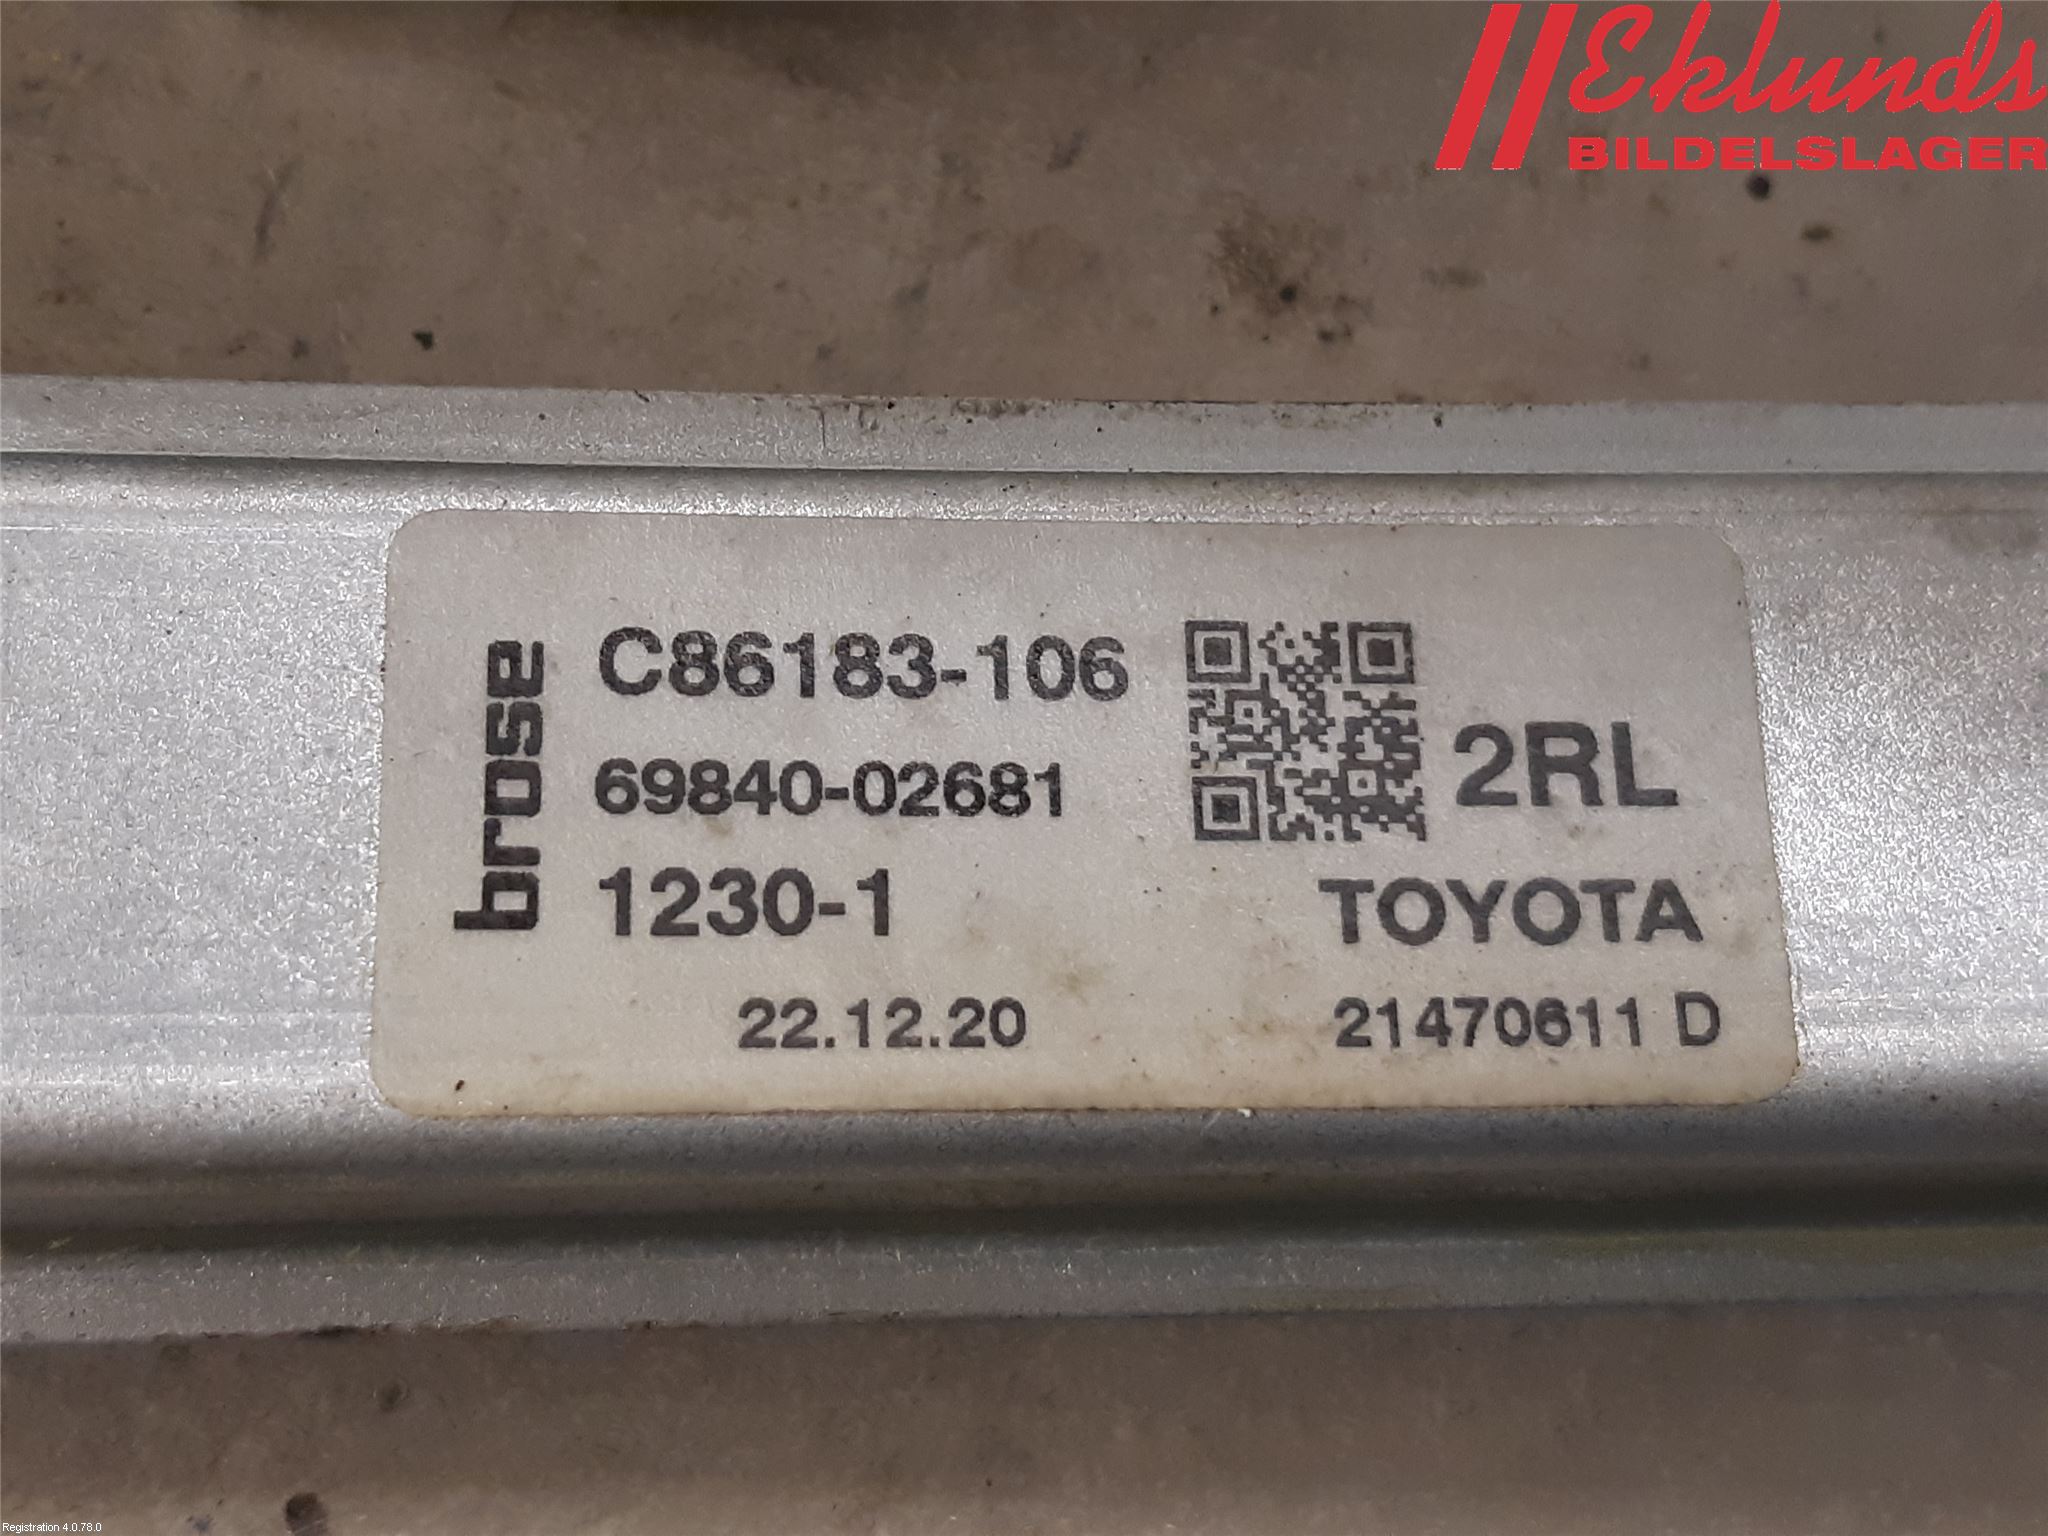 Eklunds
BILDELSLAGER
brose
C86183-106
69840-02681
1230-1
2RL
TOYOTA
22.12.20
21470611 D
Registration 4.0.78.0